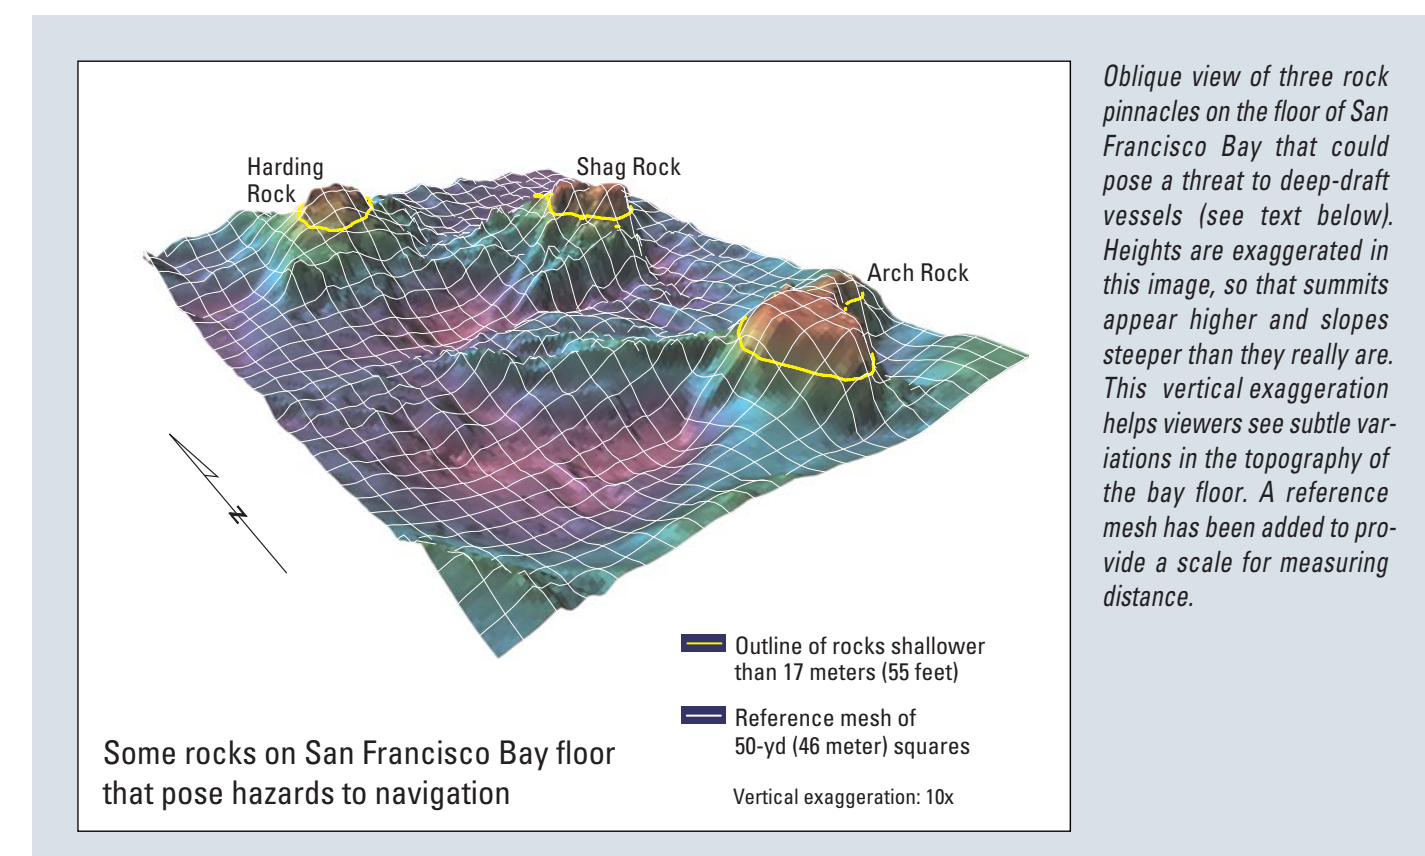 Harding
Rock
Shag Rock
Arch Rock
N
Outline of rocks shallower
than 17 meters (55 feet)
Reference mesh of
50-yd (46 meter) squares
Vertical exaggeration: 10x
Some rocks on San Francisco Bay floor
that pose hazards to navigation
Oblique view of three rock
pinnacles on the floor of San
Francisco Bay that could
pose a threat to deep-draft
vessels (see text below).
Heights are exaggerated in
this image, so that summits
appear higher and slopes
steeper than they really are.
This vertical exaggeration
helps viewers see subtle var-
iations in the topography of
the bay floor. A reference
mesh has been added to pro-
vide a scale for measuring
distance.